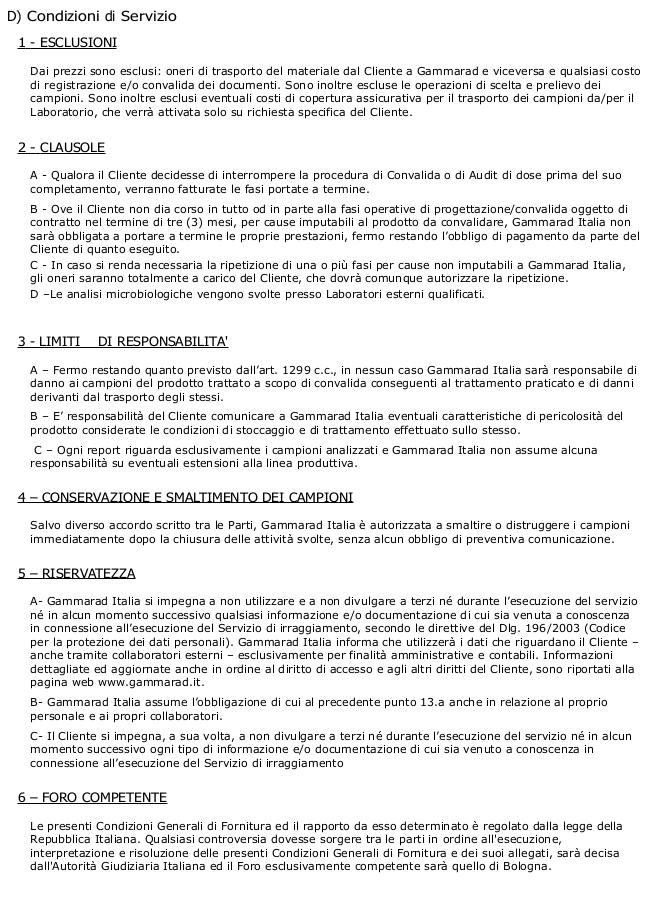 D) Condizioni di Servizio
1 - ESCLUSIONI
Dai prezzi sono esclusi: oneri di trasporto del materiale dal Cliente a Gammarad e viceversa e qualsiasi costo
di registrazione e/o convalida dei documenti. Sono inoltre escluse le operazioni di scelta e prelievo dei
campioni. Sono inoltre esclusi eventuali costi di copertura assicurativa per il trasporto dei campioni da/per il
Laboratorio, che verrà attivata solo su richiesta specifica del Cliente.
2 - CLAUSOLE
A - Qualora il Cliente decidesse di interrompere la procedura di Convalida o di Audit di dose prima del suo
completamento, verranno fatturate le fasi portate a termine.
B - Ove il Cliente non dia corso in tutto od in parte alla fasi operative di progettazione/convalida oggetto di
contratto nel termine di tre (3) mesi, per cause imputabili al prodotto da convalidare, Gammarad Italia non
sarà obbligata a portare a termine le proprie prestazioni, fermo restando l'obbligo di pagamento da parte del
Cliente di quanto eseguito.
C - In caso si renda necessaria la ripetizione di una o più fasi per cause non imputabili a Gammarad Italia,
gli oneri saranno totalmente a carico del Cliente, che dovrà comunque autorizzare la ripetizione.
D –Le analisi microbiologiche vengono svolte presso Laboratori esterni qualificati.
3 - LIMITI DI RESPONSABILITA'
A – Fermo restando quanto previsto dall'art. 1299 c.c., in nessun caso Gammarad Italia sarà responsabile di
danno ai campioni del prodotto trattato a scopo di convalida conseguenti al trattamento praticato e di danni
derivanti dal trasporto degli stessi.
B – E' responsabilità del Cliente comunicare a Gammarad Italia eventuali caratteristiche di pericolosità del
prodotto considerate le condizioni di stoccaggio e di trattamento effettuato sullo stesso.
C – Ogni report riguarda esclusivamente i campioni analizzati e Gammarad Italia non assume alcuna
responsabilità su eventuali estensioni alla linea produttiva.
4 – CONSERVAZIONE E SMALTIMENTO DEI CAMPIONI
Salvo diverso accordo scritto tra le Parti, Gammarad Italia è autorizzata a smaltire o distruggere i campioni
immediatamente dopo la chiusura delle attività svolte, senza alcun obbligo di preventiva comunicazione.
5 – RISERVATEZZA
A- Gammarad Italia si impegna a non utilizzare e a non divulgare a terzi né durante l'esecuzione del servizio
né in alcun momento successivo qualsiasi informazione e/o documentazione di cui sia venuta a conoscenza
in connessione all'esecuzione del Servizio di irraggiamento, secondo le direttive del Dlg. 196/2003 (Codice
per la protezione dei dati personali). Gammarad Italia informa che utilizzerà i dati che riguardano il Cliente –
anche tramite collaboratori esterni – esclusivamente per finalità amministrative e contabili. Informazioni
dettagliate ed aggiornate anche in ordine al diritto di accesso e agli altri diritti del Cliente, sono riportati alla
pagina web www.gammarad.it.
B- Gammarad Italia assume l'obbligazione di cui al precedente punto 13.a anche in relazione al proprio
personale e ai propri collaboratori.
C- Il Cliente si impegna, a sua volta, a non divulgare a terzi né durante l'esecuzione del servizio né in alcun
momento successivo ogni tipo di informazione e/o documentazione di cui sia venuto a conoscenza in
connessione all'esecuzione del Servizio di irraggiamento
6 – FORO COMPETENTE
Le presenti Condizioni Generali di Fornitura ed il rapporto da esso determinato è regolato dalla legge della
Repubblica Italiana. Qualsiasi controversia dovesse sorgere tra le parti in ordine all'esecuzione,
interpretazione e risoluzione delle presenti Condizioni Generali di Fornitura e dei suoi allegati, sarà decisa
dall'Autorità Giudiziaria Italiana ed il Foro esclusivamente competente sarà quello di Bologna.